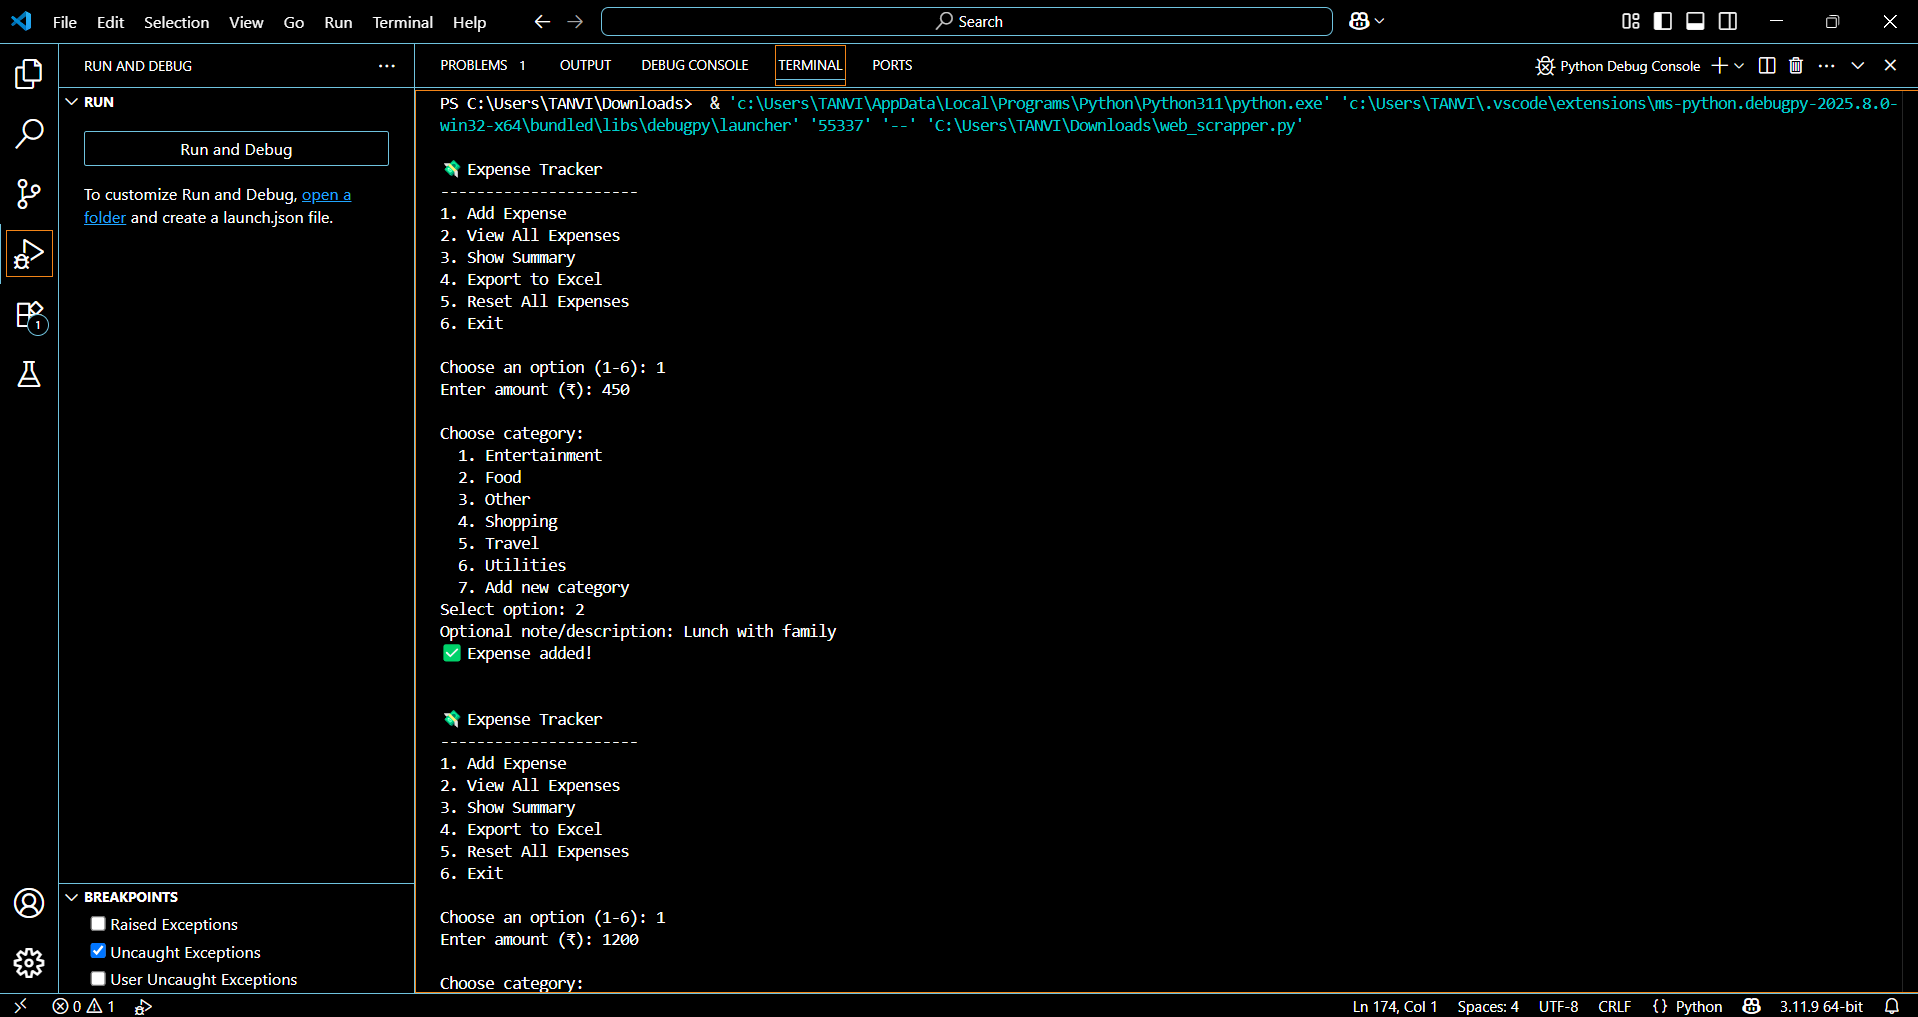 File Edit Selection View Go Run Terminal Help Search
RUN AND DEBUG
RUN
Run and Debug
To customize Run and Debug, open a
folder and create a launch.json file.
1
PROBLEMS 1 OUTPUT DEBUG CONSOLE TERMINAL PORTS Python Debug Console
PS C:\Users\TANVI\Downloads> & 'c:\Users\TANVI\AppData\Local\Programs\Python\Python311\python.exe' 'c:\Users\TANVI\.vscode\extensions\ms-python.debugpy-2025.8.0-
win32-x64\bundled\libs\debugpy\launcher' '55337' '--' 'C:\Users\TANVI\Downloads\web_scrapper.py'
💸 Expense Tracker
----------------------
1. Add Expense
2. View All Expenses
3. Show Summary
4. Export to Excel
5. Reset All Expenses
6. Exit
Choose an option (1-6): 1
Enter amount (₹): 450
Choose category:
1. Entertainment
2. Food
3. Other
4. Shopping
5. Travel
6. Utilities
7. Add new category
Select option: 2
Optional note/description: Lunch with family
✅ Expense added!
💸 Expense Tracker
----------------------
1. Add Expense
2. View All Expenses
3. Show Summary
4. Export to Excel
5. Reset All Expenses
6. Exit
Choose an option (1-6): 1
Enter amount (₹): 1200
Choose category:
BREAKPOINTS
Raised Exceptions
Uncaught Exceptions
User Uncaught Exceptions
0 1 Ln 174, Col 1 Spaces: 4 UTF-8 CRLF {} Python 3.11.9 64-bit